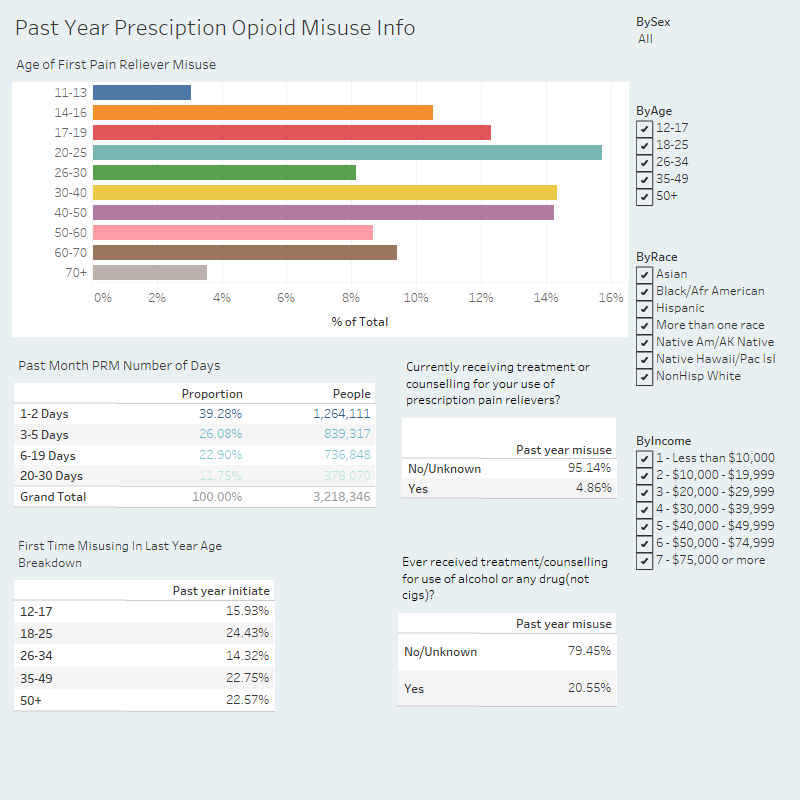 Past Year Presciption Opioid Misuse Info
Age of First Pain Reliever Misuse
11-13
14-16
17-19
20-25
26-30
30-40
40-50
50-60
60-70
70+
0% 2% 4% 6% 8% 10% 12% 14% 16%
% of Total
Past Month PRM Number of Days
Proportion People
1-2 Days 39.28% 1,264,111
3-5 Days 26.08% 839,317
6-19 Days 22.90% 736,848
20-30 Days 11.75% 378,070
Grand Total 100.00% 3,218,346
Currently receiving treatment or
counselling for your use of
prescription pain relievers?
Past year misuse
No/Unknown 95.14%
Yes 4.86%
First Time Misusing In Last Year Age
Breakdown
Past year initiate
12-17 15.93%
18-25 24.43%
26-34 14.32%
35-49 22.75%
50+ 22.57%
Ever received treatment/counselling
for use of alcohol or any drug(not
cigs)?
Past year misuse
No/Unknown 79.45%
Yes 20.55%
BySex
All
ByAge
12-17
18-25
26-34
35-49
50+
ByRace
Asian
Black/Afr American
Hispanic
More than one race
Native Am/AK Native
Native Hawaii/Pac Isl
NonHisp White
ByIncome
1 - Less than $10,000
2 - $10,000 - $19,999
3 - $20,000 - $29,999
4 - $30,000 - $39,999
5 - $40,000 - $49,999
6 - $50,000 - $74,999
7 - $75,000 or more